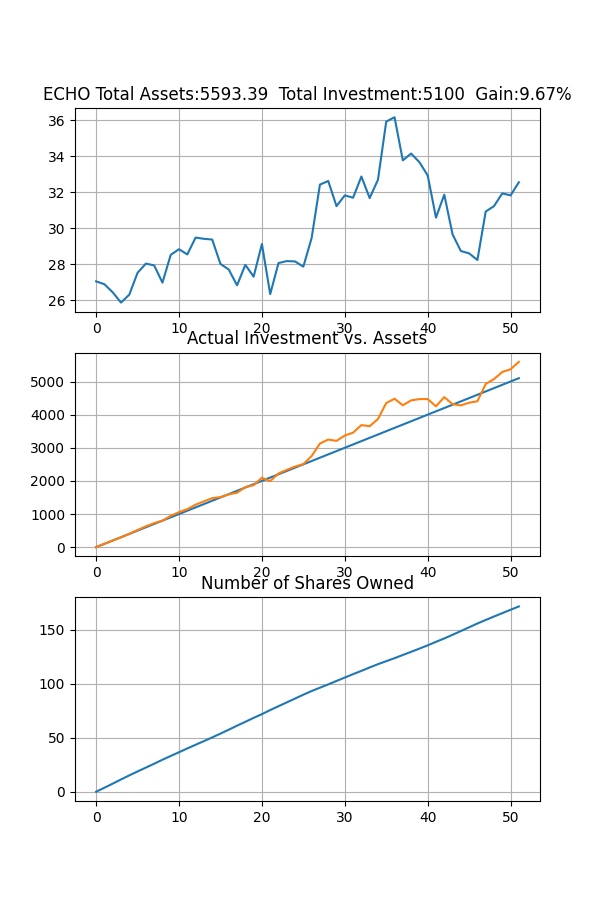 ECHO Total Assets:5593.39  Total Investment:5100  Gain:9.67%
36
34
32
30
28
26
0 10 20 30 40 50
Actual Investment vs. Assets
5000
4000
3000
2000
1000
0
0 10 20 30 40 50
Number of Shares Owned
150
100
50
0
0 10 20 30 40 50